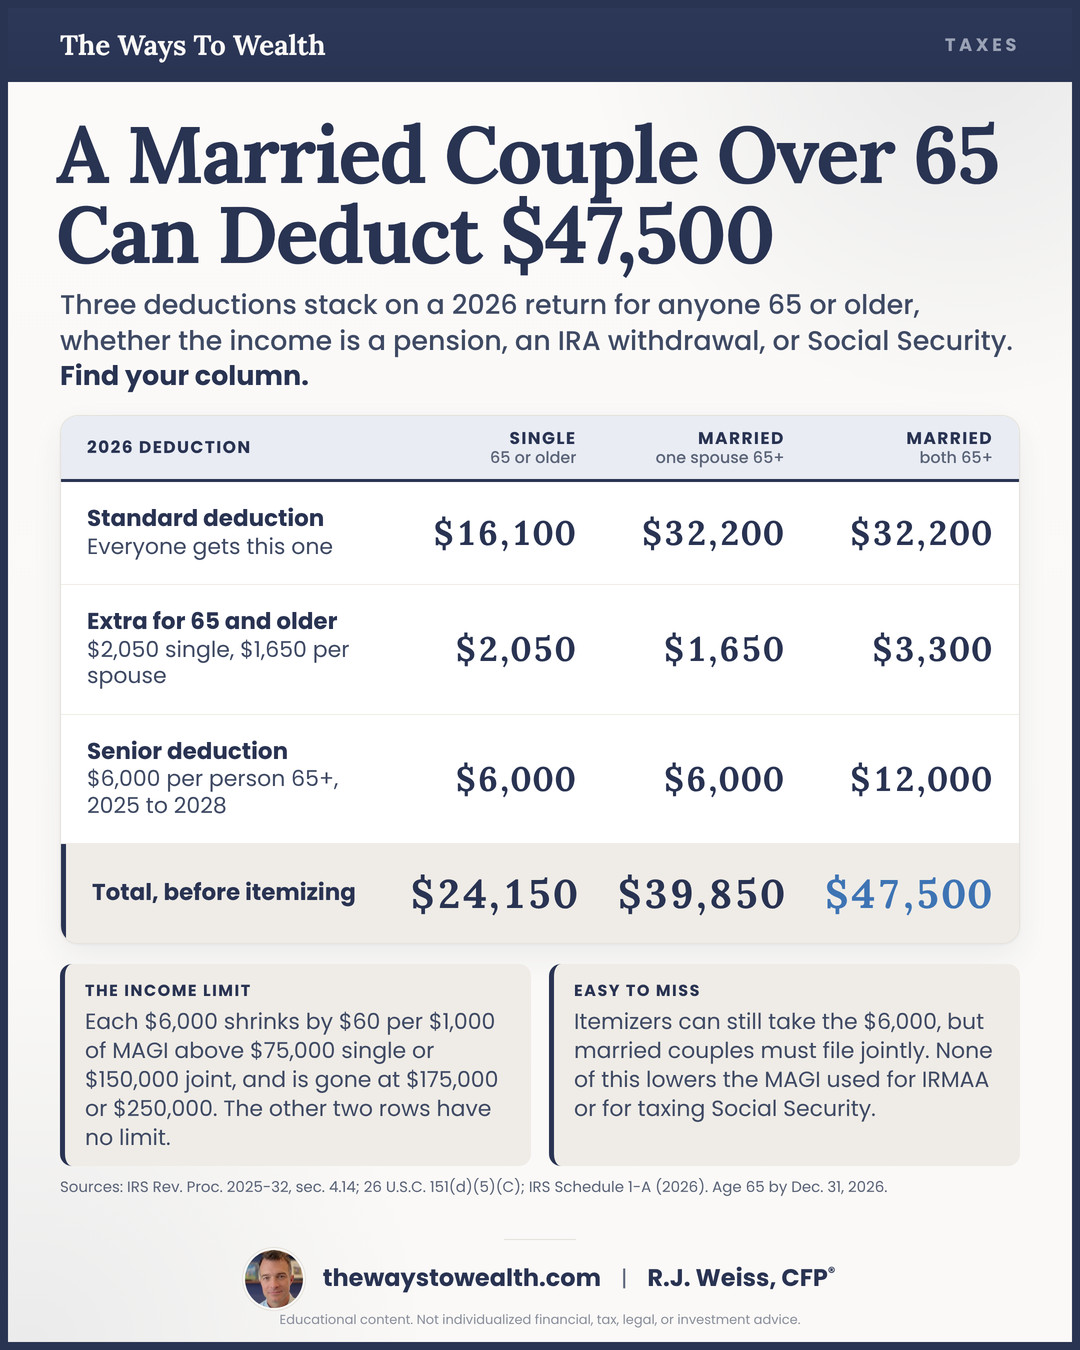 The Ways To Wealth
TAXES
A Married Couple Over 65
Can Deduct $47,500
Three deductions stack on a 2026 return for anyone 65 or older,
whether the income is a pension, an IRA withdrawal, or Social Security.
Find your column.
2026 DEDUCTION
SINGLE
65 or older
MARRIED
one spouse 65+
MARRIED
both 65+
Standard deduction
Everyone gets this one
$16,100
$32,200
$32,200
Extra for 65 and older
$2,050 single, $1,650 per
spouse
$2,050
$1,650
$3,300
Senior deduction
$6,000 per person 65+,
2025 to 2028
$6,000
$6,000
$12,000
Total, before itemizing
$24,150
$39,850
$47,500
THE INCOME LIMIT
Each $6,000 shrinks by $60 per $1,000
of MAGI above $75,000 single or
$150,000 joint, and is gone at $175,000
or $250,000. The other two rows have
no limit.
EASY TO MISS
Itemizers can still take the $6,000, but
married couples must file jointly. None
of this lowers the MAGI used for IRMAA
or for taxing Social Security.
Sources: IRS Rev. Proc. 2025-32, sec. 4.14; 26 U.S.C. 151(d)(5)(C); IRS Schedule 1-A (2026). Age 65 by Dec. 31, 2026.
thewaystowealth.com | R.J. Weiss, CFP®
Educational content. Not individualized financial, tax, legal, or investment advice.